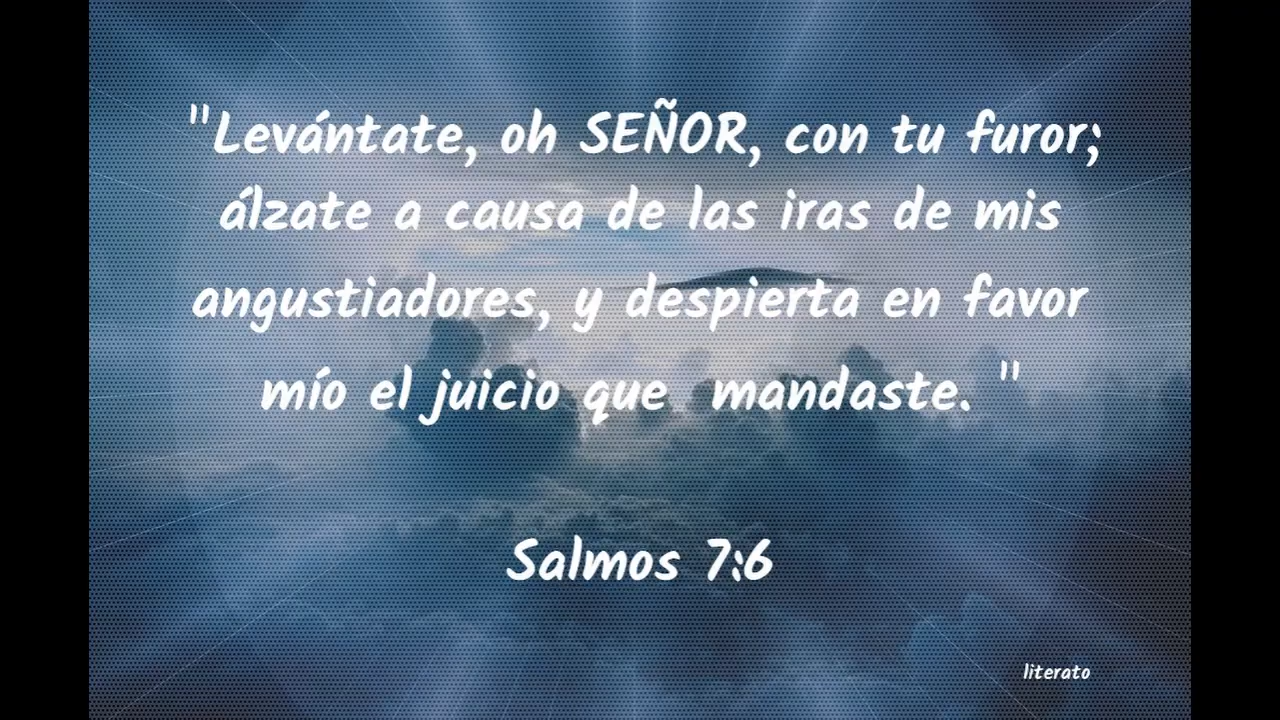 "Levántate, oh SEÑOR, con tu furor;
álzate a causa de las iras de mis
angustiadores, y despierta en favor
mío el juicio que  mandaste. "
Salmos 7:6
literato